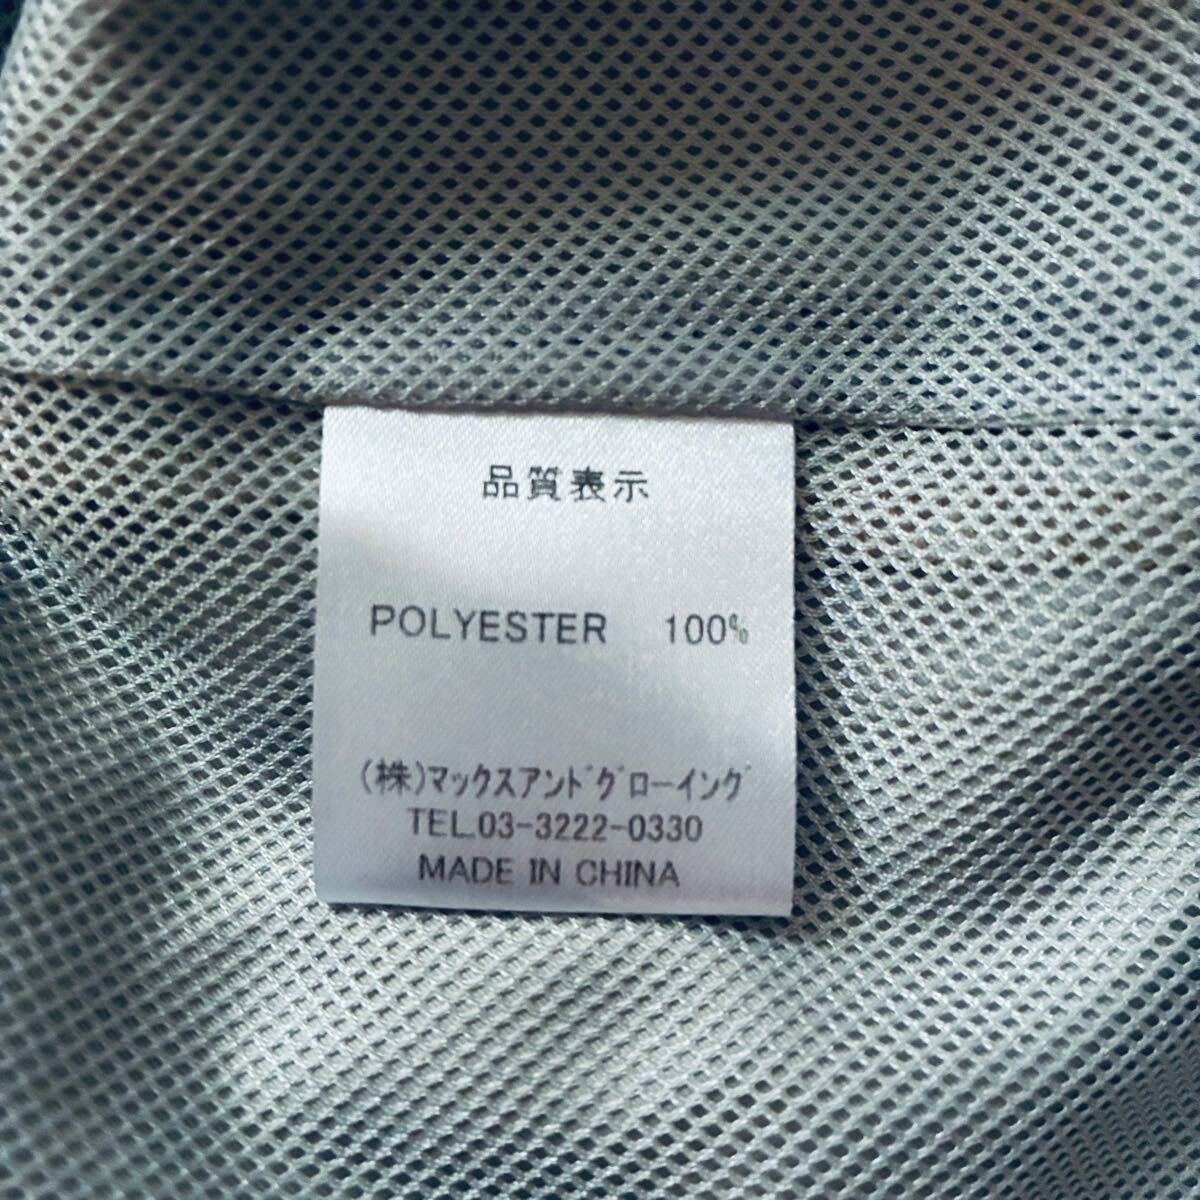 品質表示
POLYESTER 100%
(株)マックスアンドグローイング
TEL.03-3222-0330
MADE IN CHINA